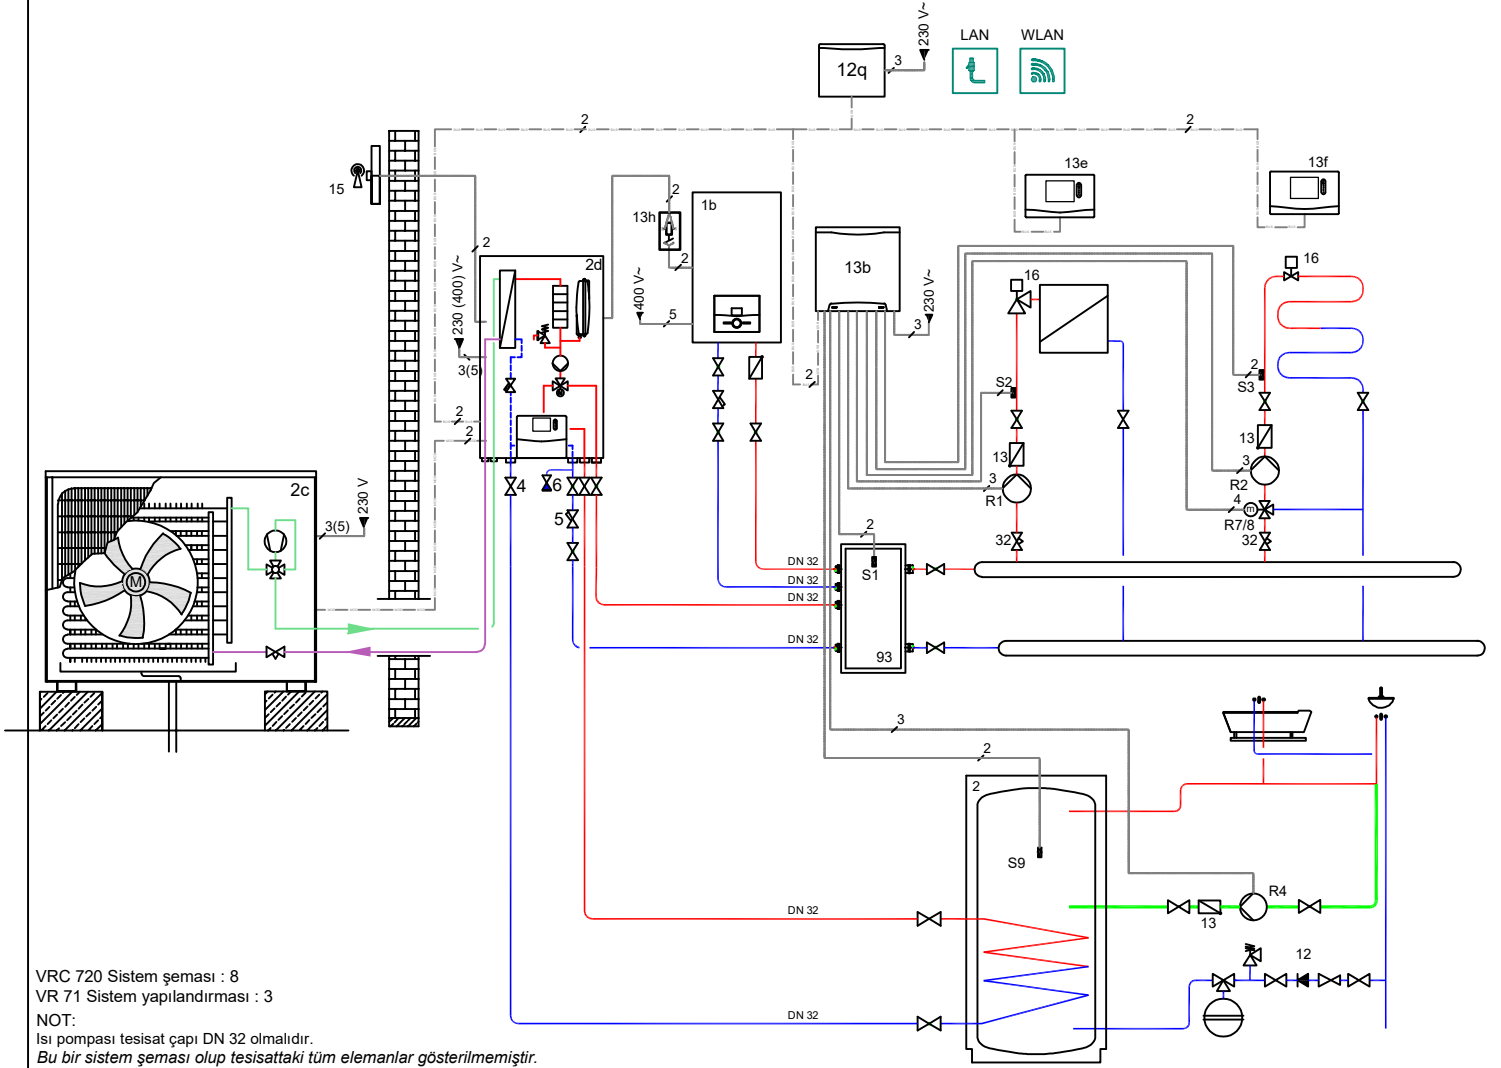 230 V~
LAN
WLAN
12q
3
2
2
13e
13f
15
2
1b
13h
2
2
13b
16
16
2d
230 (400) V~
400 V~
5
3
230 V~
3(5)
2
2
2
S2
2
S3
13
13
3
R1
3
R2
4
m
R7/8
32
32
2c
M
3(5)
230 V
4
6
5
2
DN 32
S1
DN 32
DN 32
DN 32
93
3
2
2
S9
R4
13
DN 32
12
DN 32
VRC 720 Sistem şeması : 8
VR 71 Sistem yapılandırması : 3
NOT:
Isı pompası tesisat çapı DN 32 olmalıdır.
Bu bir sistem şeması olup tesisattaki tüm elemanlar gösterilmemiştir.